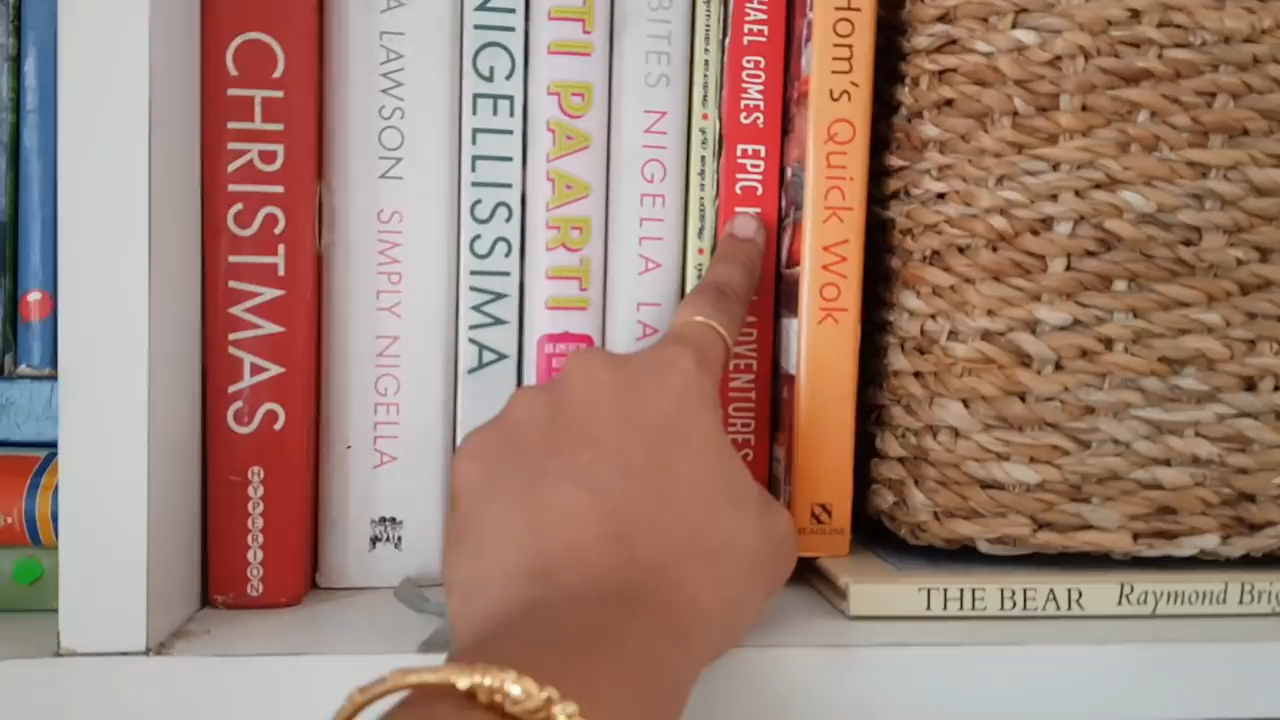 CHRISTMAS
HYPERION
A LAWSON SIMPLY NIGELLA
NIGELLISSIMA
TI PAARTI
BITES NIGELLA LA
HAEL GOMES' EPIC
ADVENTURES
Hom's Quick Wok
THE BEAR Raymond Brig